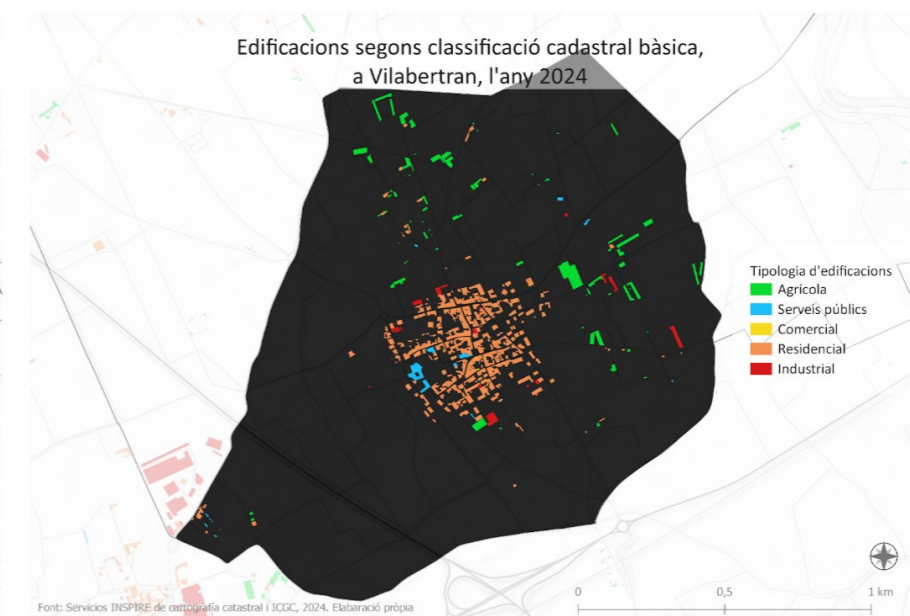 Edificacions segons classificació cadastral bàsica,
a Vilabertran, l'any 2024
Tipologia d'edificacions
Agrícola
Serveis públics
Comercial
Residencial
Industrial
0 0,5 1 km
Font: Servicios INSPIRE de cartografía catastral i ICGC, 2024. Elabaració pròpia